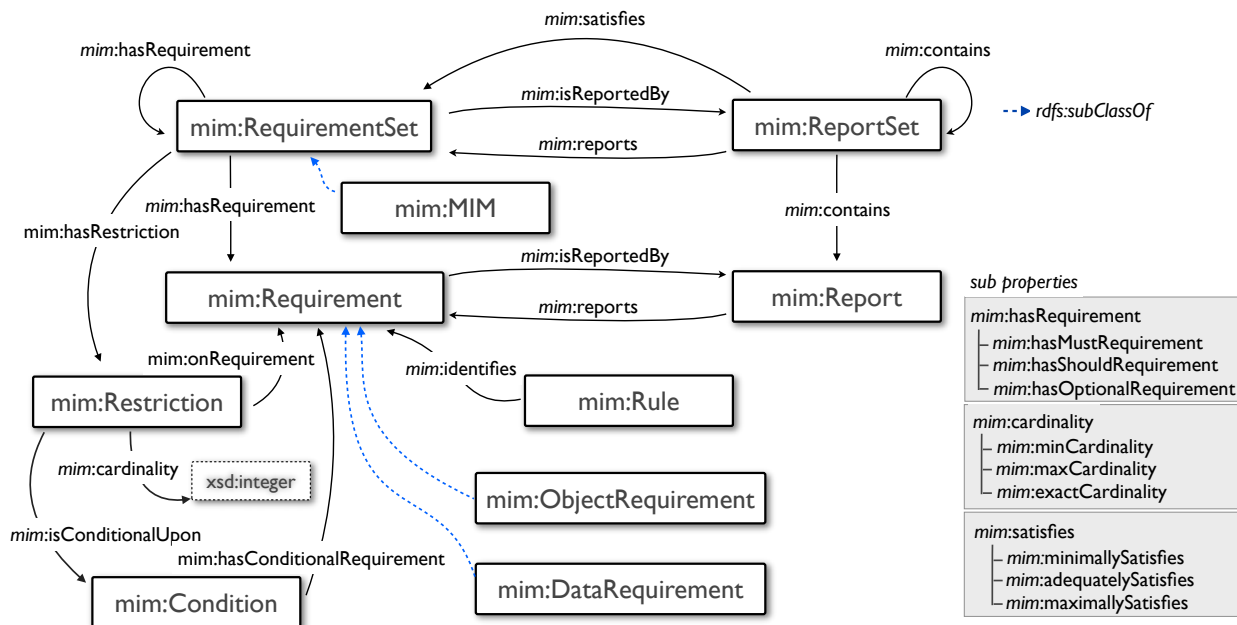 mim:satisfies
mim:hasRequirement
mim:contains
mim:isReportedBy
mim:RequirementSet
mim:ReportSet
rdfs:subClassOf
mim:reports
mim:hasRequirement
mim:MIM
mim:contains
mim:hasRestriction
mim:isReportedBy
mim:Requirement
mim:Report
mim:reports
sub properties
mim:hasRequirement
mim:hasMustRequirement
mim:hasShouldRequirement
mim:hasOptionalRequirement
mim:onRequirement
mim:identifies
mim:Restriction
mim:Rule
mim:cardinality
mim:minCardinality
mim:maxCardinality
mim:exactCardinality
mim:cardinality
xsd:integer
mim:ObjectRequirement
mim:isConditionalUpon
mim:hasConditionalRequirement
mim:satisfies
mim:minimallySatisfies
mim:adequatelySatisfies
mim:maximallySatisfies
mim:Condition
mim:DataRequirement